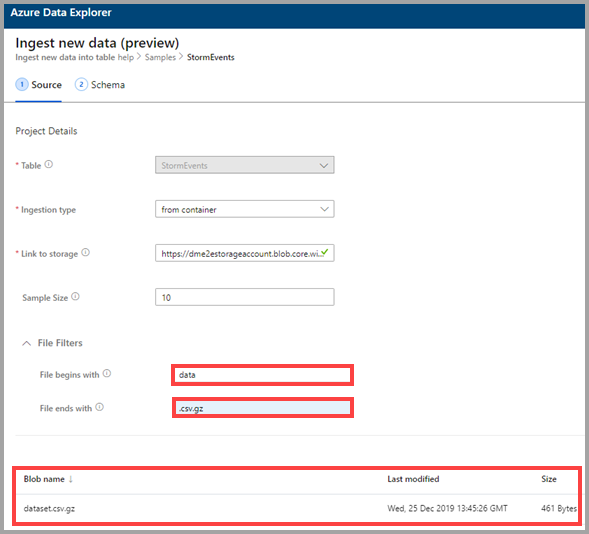 Azure Data Explorer
Ingest new data (preview)
Ingest new data into table help > Samples > StormEvents
1 Source 2 Schema
Project Details
* Table StormEvents
* Ingestion type from container
* Link to storage https://dme2estorageaccount.blob.core.wi...
Sample Size 10
File Filters
File begins with data
File ends with .csv.gz
Blob name ↓ Last modified Size
dataset.csv.gz Wed, 25 Dec 2019 13:45:26 GMT 461 Bytes